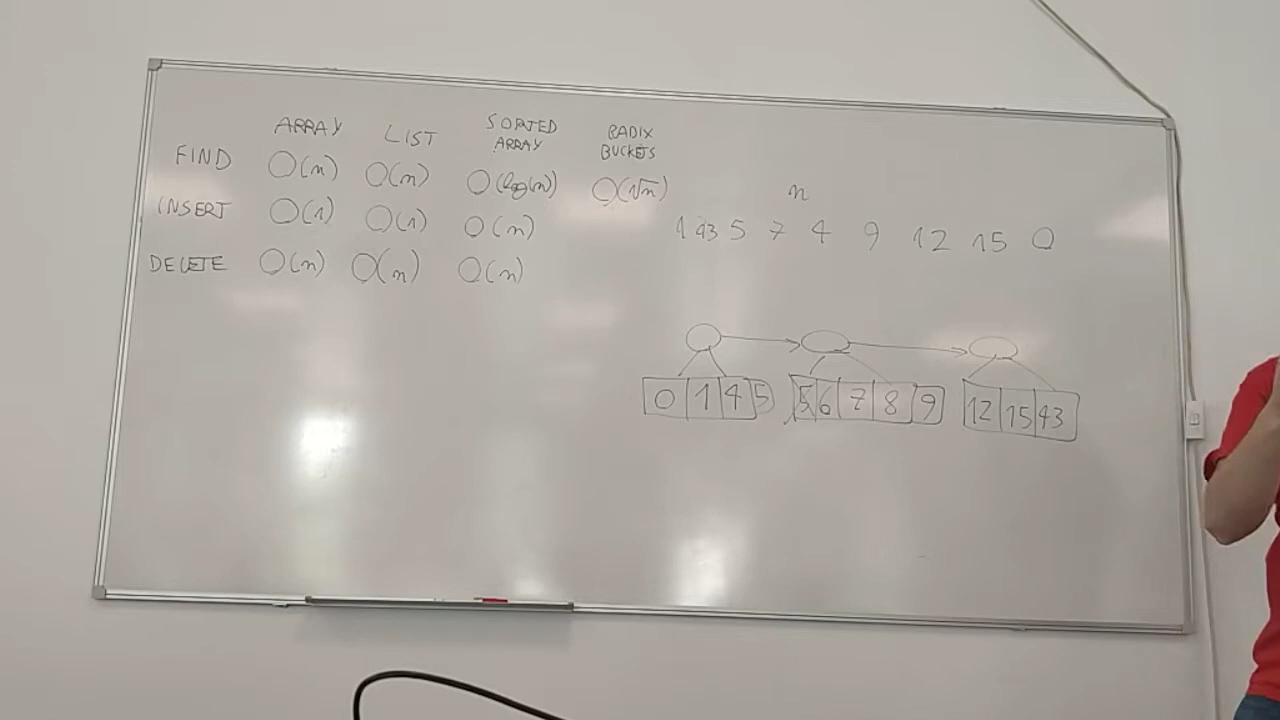 ARRAY LIST SORTED ARRAY RADIX BUCKETS
FIND O(n) O(n) O(log(n)) O(√n)
INSERT O(1) O(1) O(n)
DELETE O(n) O(n) O(n)
n
1 43 5 7 4 9 12 15 0
0 1 4 5 5 6 7 8 9 12 15 43